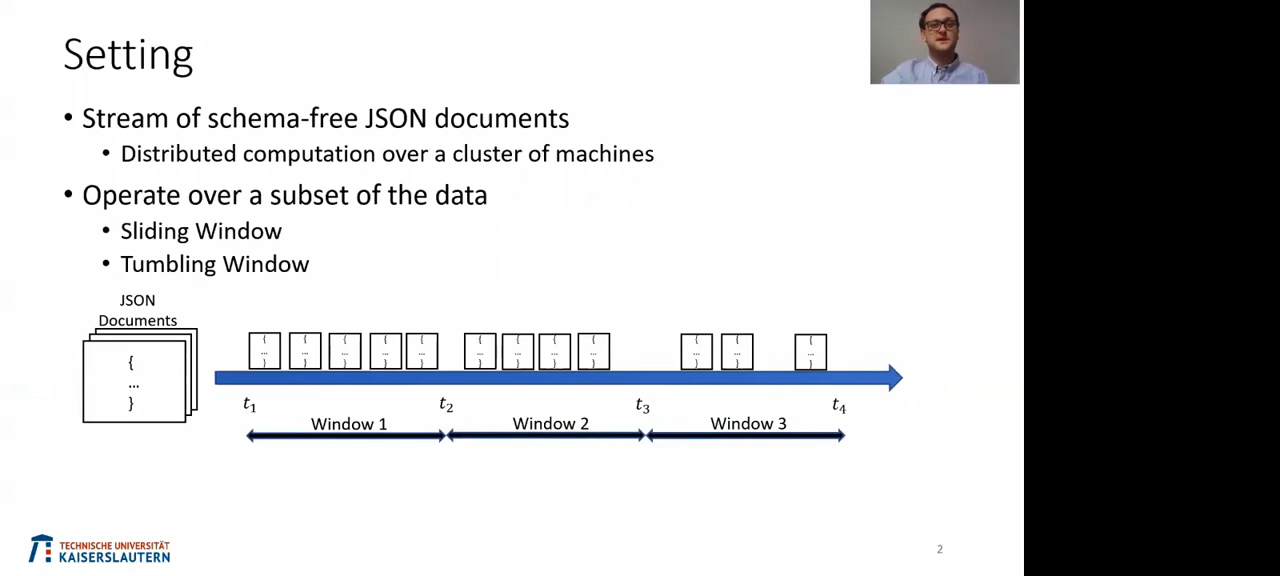 Setting
• Stream of schema-free JSON documents
• Distributed computation over a cluster of machines
• Operate over a subset of the data
• Sliding Window
• Tumbling Window
JSON
Documents
{
...
}
{ { { { { { { { { { { {
... ... ... ... ... ... ... ... ... ... ... ...
} } } } } } } } } } } }
t₁ t₂ t₃ t₄
Window 1 Window 2 Window 3
TECHNISCHE UNIVERSITÄT
KAISERSLAUTERN
2